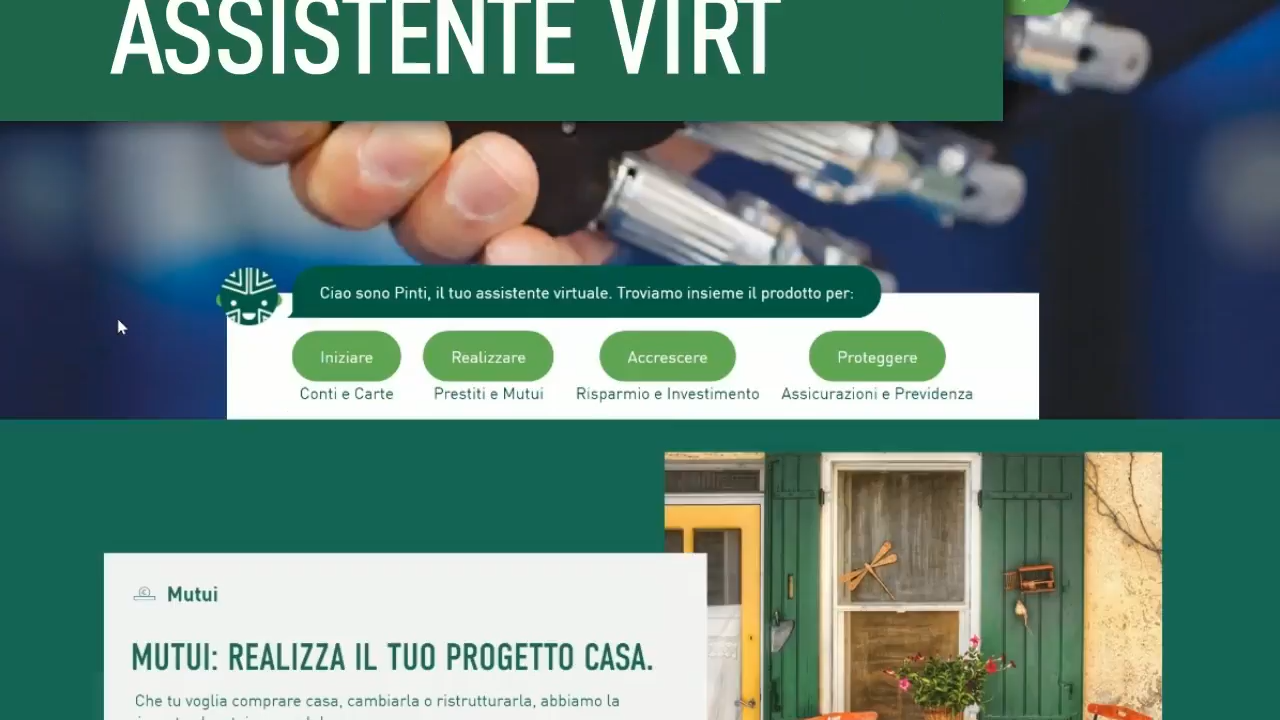 ASSISTENTE VIRT
Ciao sono Pinti, il tuo assistente virtuale. Troviamo insieme il prodotto per:
Iniziare Realizzare Accrescere Proteggere
Conti e Carte Prestiti e Mutui Risparmio e Investimento Assicurazioni e Previdenza
Mutui
MUTUI: REALIZZA IL TUO PROGETTO CASA.
Che tu voglia comprare casa, cambiarla o ristrutturarla, abbiamo la